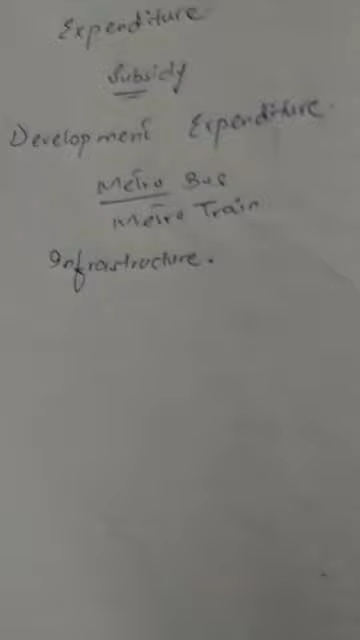 Expenditure
Subsidy
Development Expenditure.
Metro Bus
Metro Train
Infrastructure.